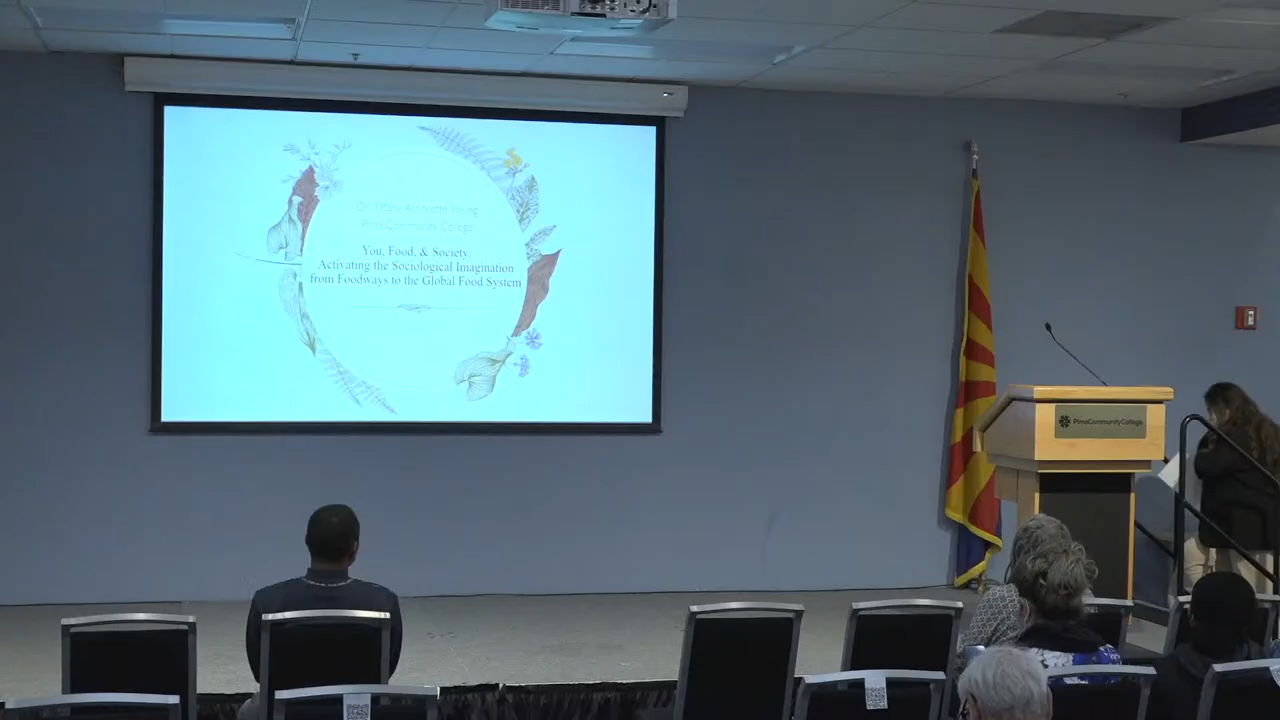 Dr. Tiffany Amoriette Young
Pima Community College
You, Food, & Society:
Activating the Sociological Imagination
from Foodways to the Global Food System
PimaCommunityCollege